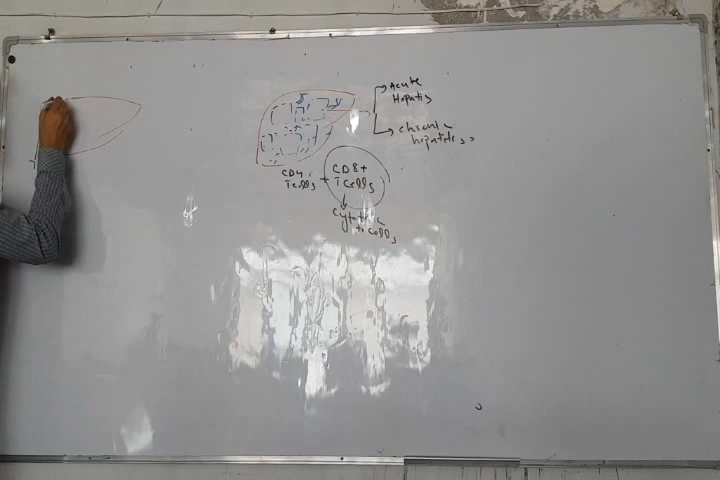 Acute
Hepatis
chronic
hepatitis
CD4+
T cells
CD8+
T cells
cytotoxic
T cells